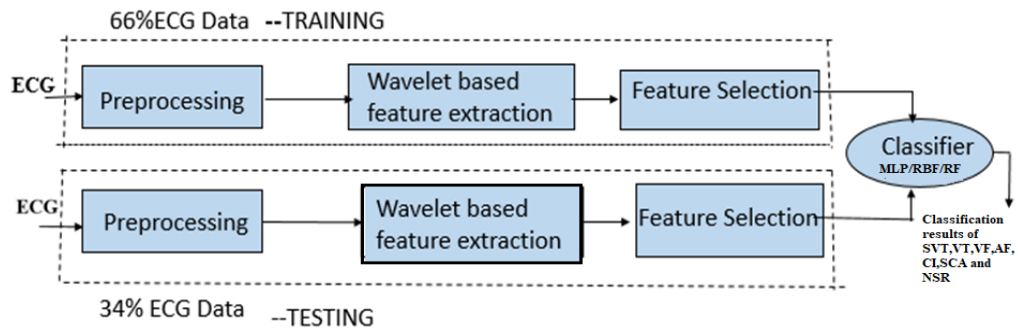 66%ECG Data --TRAINING
ECG
Preprocessing
Wavelet based
feature extraction
Feature Selection
Classifier
MLP/RBF/RF
ECG
Preprocessing
Wavelet based
feature extraction
Feature Selection
Classification
results of
SVT,VT,VF,AF,
CI,SCA and
NSR
34% ECG Data --TESTING